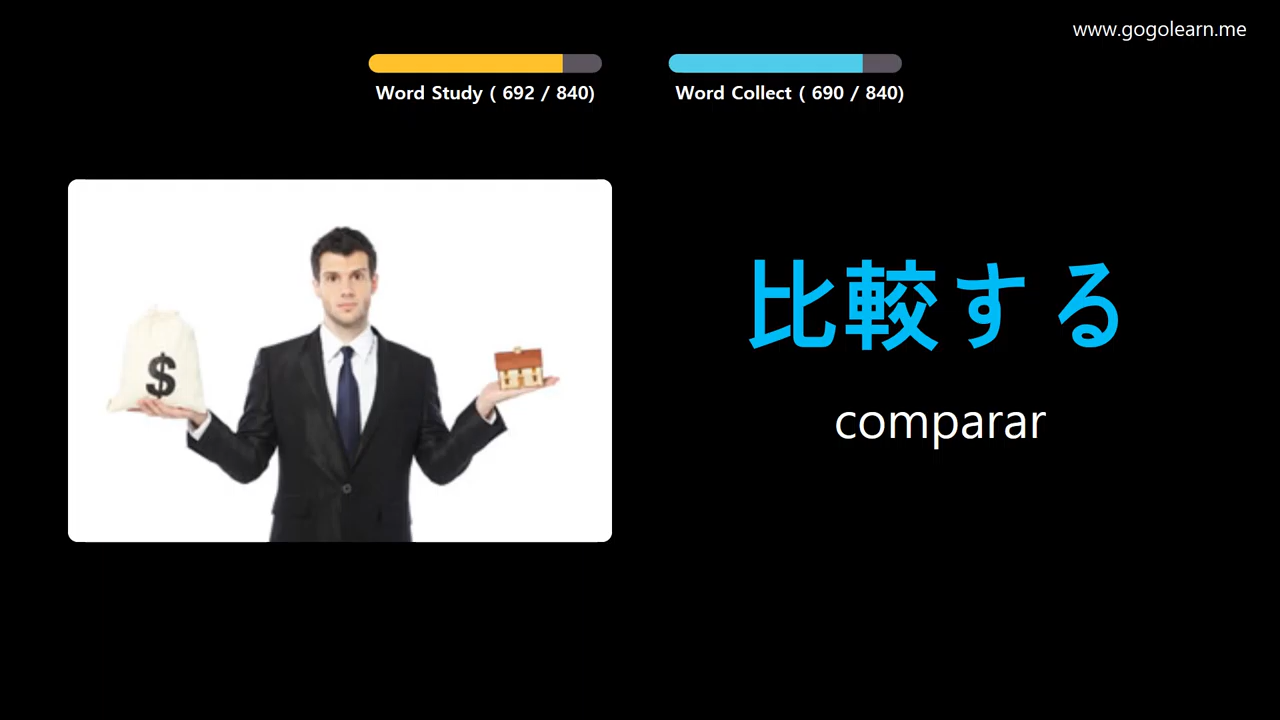 www.gogolearn.me
Word Study ( 692 / 840)
Word Collect ( 690 / 840)
$
比較する
comparar